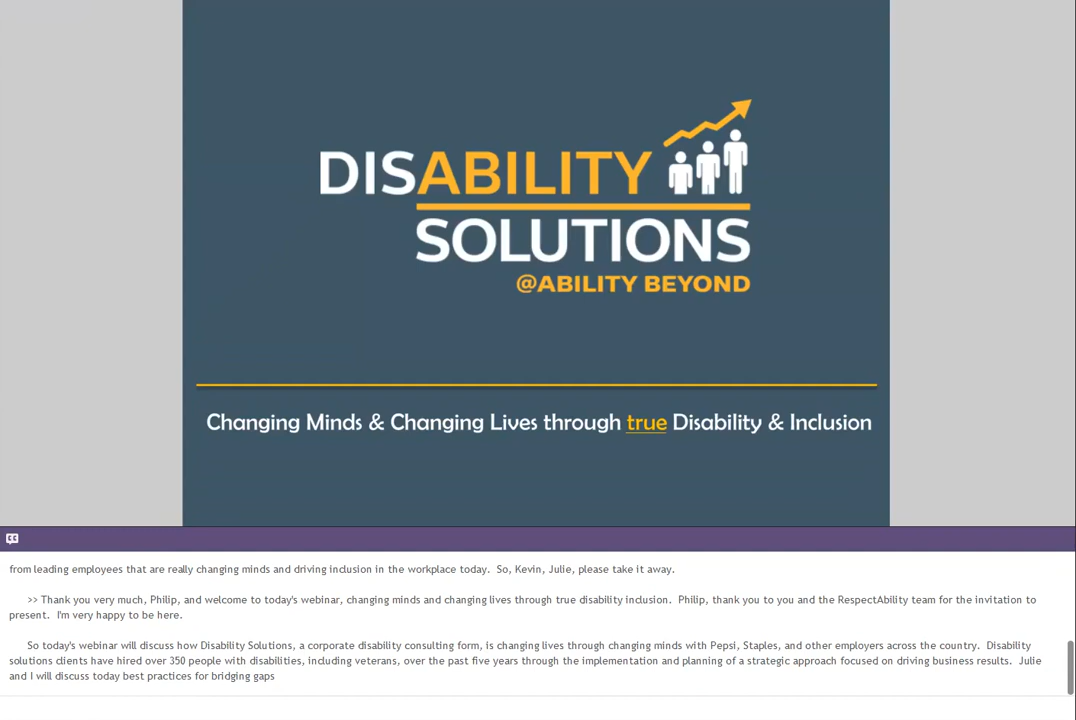 DISABILITY
SOLUTIONS
@ABILITY BEYOND
Changing Minds & Changing Lives through true Disability & Inclusion
CC
from leading employees that are really changing minds and driving inclusion in the workplace today.  So, Kevin, Julie, please take it away.
>> Thank you very much, Philip, and welcome to today's webinar, changing minds and changing lives through true disability inclusion.  Philip, thank you to you and the RespectAbility team for the invitation to
present.  I'm very happy to be here.
So today's webinar will discuss how Disability Solutions, a corporate disability consulting form, is changing lives through changing minds with Pepsi, Staples, and other employers across the country.  Disability
solutions clients have hired over 350 people with disabilities, including veterans, over the past five years through the implementation and planning of a strategic approach focused on driving business results.  Julie
and I will discuss today best practices for bridging gaps